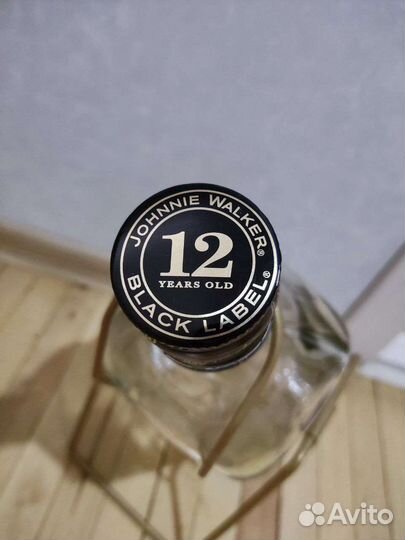 JOHNNIE WALKER®
12
YEARS OLD
BLACK LABEL®
Avito